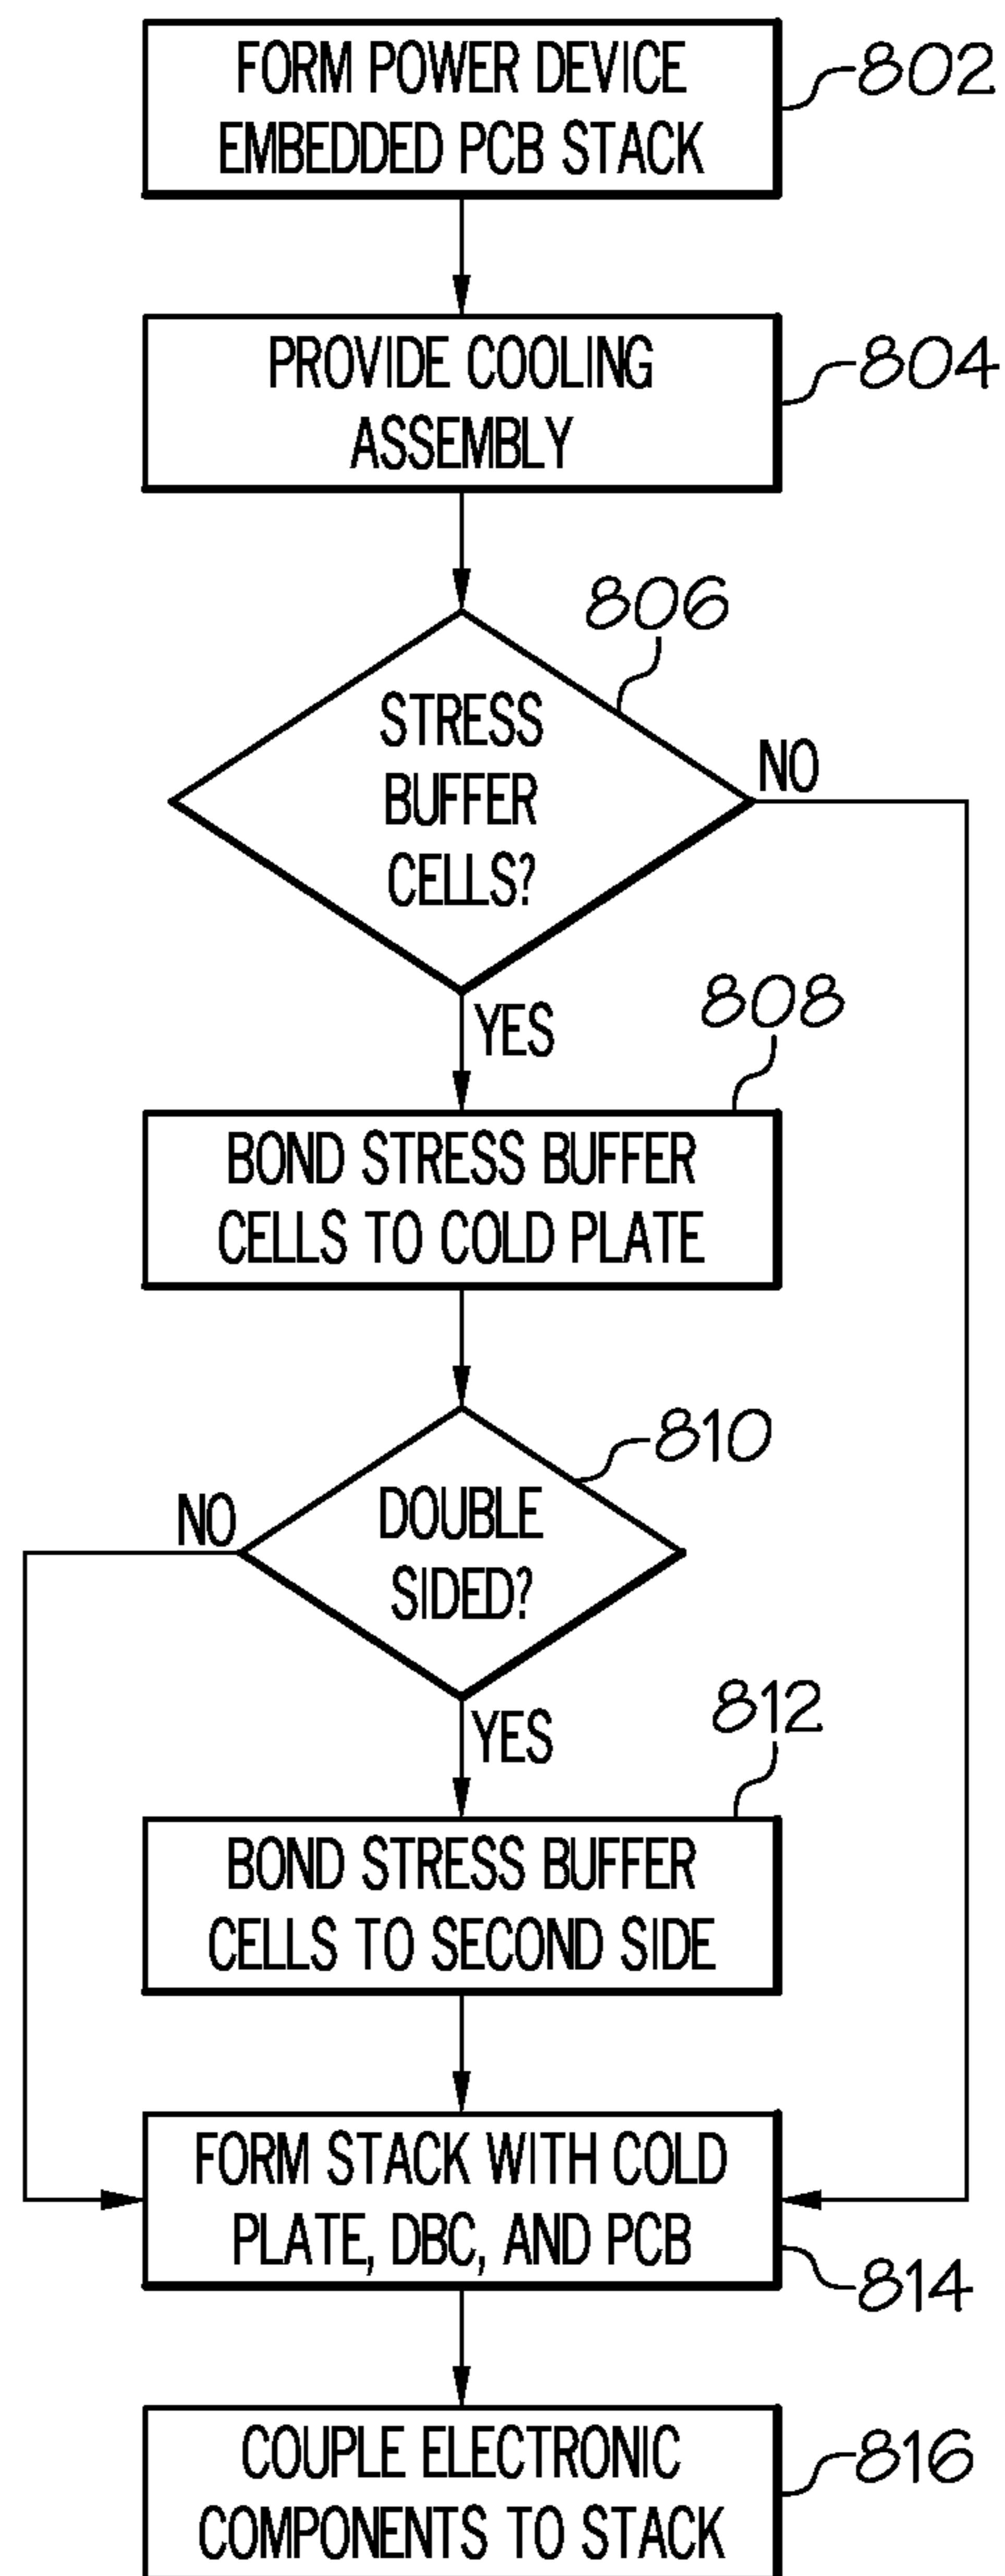 FORM POWER DEVICE
EMBEDDED PCB STACK
802
PROVIDE COOLING
ASSEMBLY
804
806
STRESS
BUFFER
CELLS?
NO
YES
808
BOND STRESS BUFFER
CELLS TO COLD PLATE
810
DOUBLE
SIDED?
NO
YES
812
BOND STRESS BUFFER
CELLS TO SECOND SIDE
FORM STACK WITH COLD
PLATE, DBC, AND PCB
814
COUPLE ELECTRONIC
COMPONENTS TO STACK
816